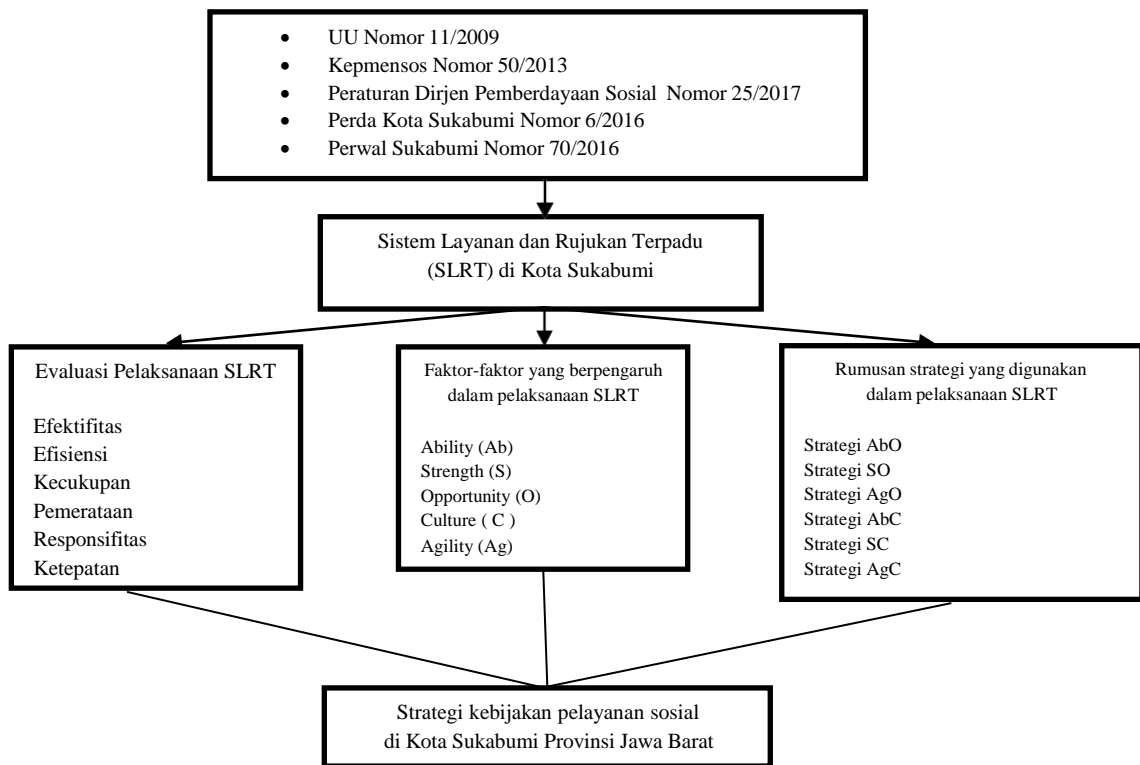 • UU Nomor 11/2009
• Kepmensos Nomor 50/2013
• Peraturan Dirjen Pemberdayaan Sosial Nomor 25/2017
• Perda Kota Sukabumi Nomor 6/2016
• Perwal Sukabumi Nomor 70/2016
Sistem Layanan dan Rujukan Terpadu
(SLRT) di Kota Sukabumi
Evaluasi Pelaksanaan SLRT
Efektifitas
Efisiensi
Kecukupan
Pemerataan
Responsifitas
Ketepatan
Faktor-faktor yang berpengaruh
dalam pelaksanaan SLRT
Ability (Ab)
Strength (S)
Opportunity (O)
Culture ( C )
Agility (Ag)
Rumusan strategi yang digunakan
dalam pelaksanaan SLRT
Strategi AbO
Strategi SO
Strategi AgO
Strategi AbC
Strategi SC
Strategi AgC
Strategi kebijakan pelayanan sosial
di Kota Sukabumi Provinsi Jawa Barat